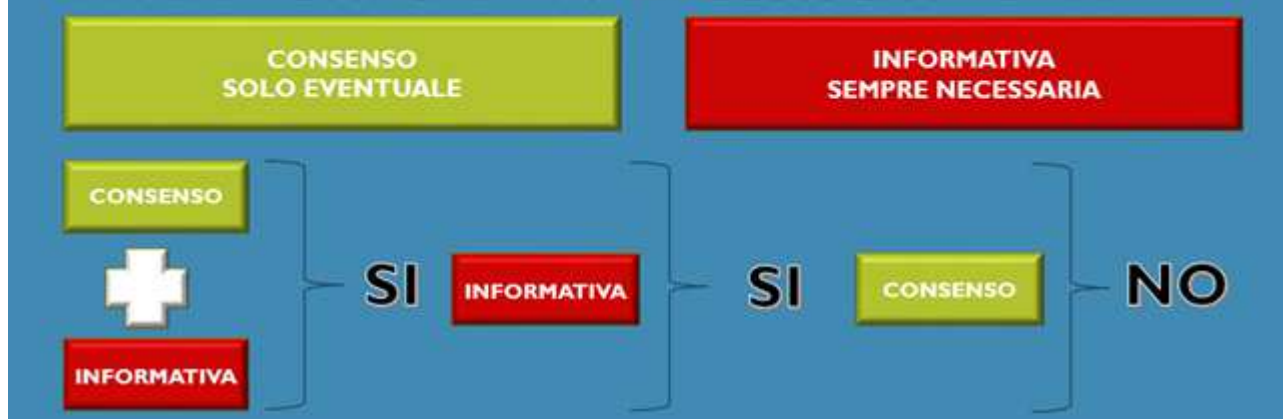 CONSENSO
SOLO EVENTUALE
INFORMATIVA
SEMPRE NECESSARIA
CONSENSO
INFORMATIVA
SI
INFORMATIVA
SI
CONSENSO
NO